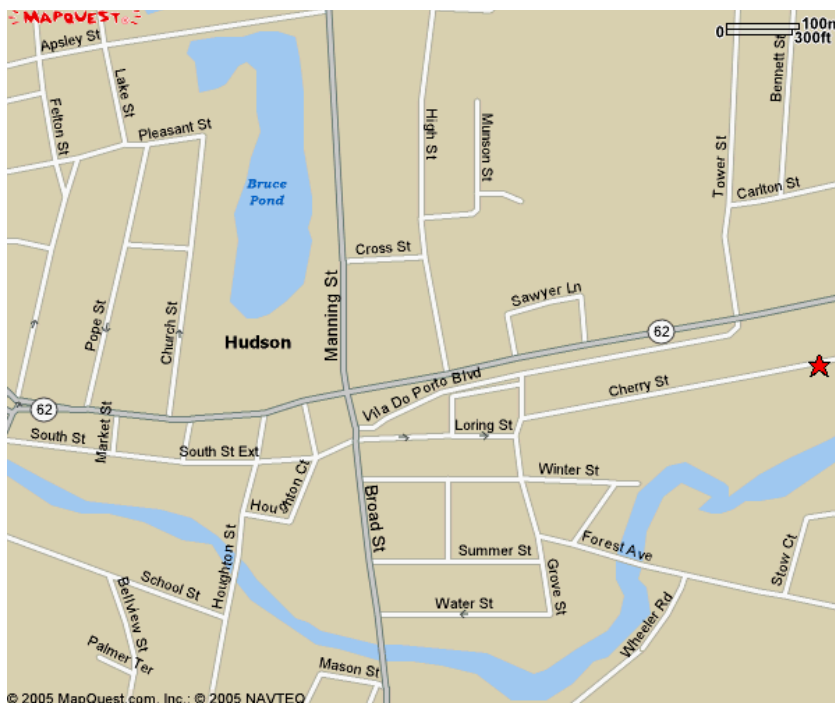 MAPQUEST
0 100m
300ft
Apsley St
Lake St
Felton St
Pleasant St
Bruce
Pond
High St
Munson St
Tower St
Bennett St
Carlton St
Cross St
Manning St
Sawyer Ln
Pope St
Church St
Hudson
62
62
Vila Do Porto Blvd
Cherry St
Market St
South St
South St Ext
Loring St
Houghton Ct
Broad St
Winter St
Houghton St
Summer St
Forest Ave
Grove St
Stow Ct
School St
Bellview St
Water St
Wheeler Rd
Palmer Ter
Mason St
© 2005 MapQuest.com, Inc.; © 2005 NAVTEQ